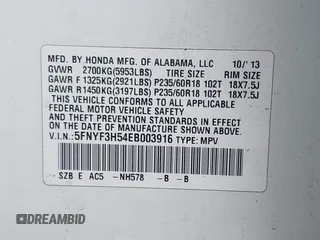 MFD. BY HONDA MFG. OF ALABAMA, LLC 10/'13
GVWR 2700KG(5953LBS) TIRE SIZE RIM SIZE
GAWR F 1325KG(2921LBS) P235/60R18 102T 18X7.5J
GAWR R1450KG(3197LBS) P235/60R18 102T 18X7.5J
THIS VEHICLE CONFORMS TO ALL APPLICABLE FEDERAL MOTOR VEHICLE
SAFETY AND THEFT PREVENTION STANDARDS IN EFFECT ON THE DATE OF
MANUFACTURE SHOWN ABOVE.
V.I.N.: 5FNYF3H54EB003916 TYPE: MPV
SZB E AC5 -NH578 -B -B
© DREAMBID
DREAMBID.COM